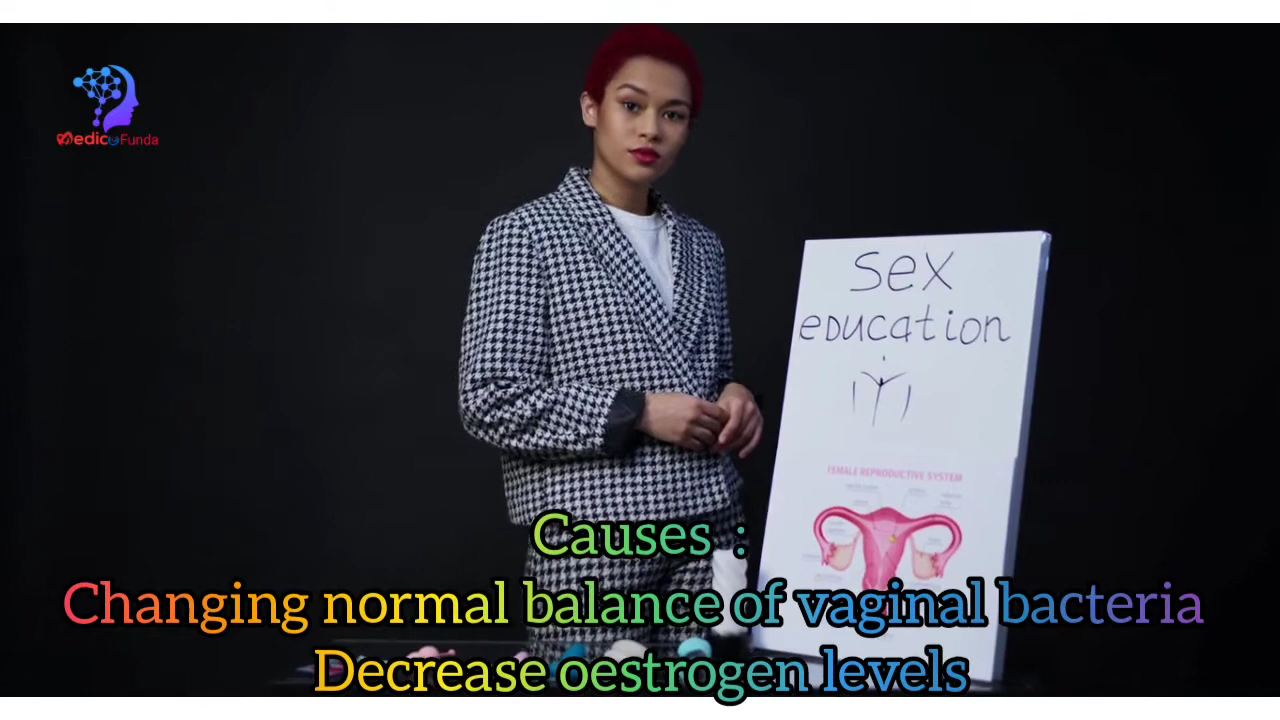 MedicoFunda
sex
education
FEMALE REPRODUCTIVE SYSTEM
Causes :
Changing normal balance of vaginal bacteria
Decrease oestrogen levels